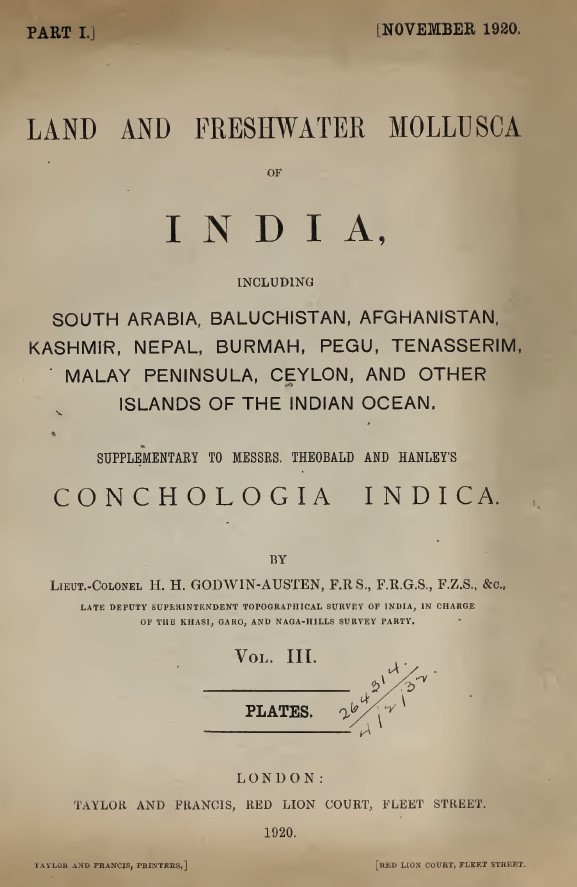 PART I.] [NOVEMBER 1920.
LAND AND FRESHWATER MOLLUSCA
OF
INDIA,
INCLUDING
SOUTH ARABIA, BALUCHISTAN, AFGHANISTAN,
KASHMIR, NEPAL, BURMAH, PEGU, TENASSERIM,
MALAY PENINSULA, CEYLON, AND OTHER
ISLANDS OF THE INDIAN OCEAN.
SUPPLEMENTARY TO MESSRS. THEOBALD AND HANLEY'S
CONCHOLOGIA INDICA.
BY
LIEUT.-COLONEL H. H. GODWIN-AUSTEN, F.R S., F.R.G.S., F.Z.S., &c.,
LATE DEPUTY SUPERINTENDENT TOPOGRAPHICAL SURVEY OF INDIA, IN CHARGE
OF THE KHASI, GARO, AND NAGA-HILLS SURVEY PARTY.
VOL. III.
PLATES.
264314.
4/2/32.
LONDON:
TAYLOR AND FRANCIS, RED LION COURT, FLEET STREET.
1920.
TAYLOR AND FRANCIS, PRINTERS,] [RED LION COURT, FLEET STREET.